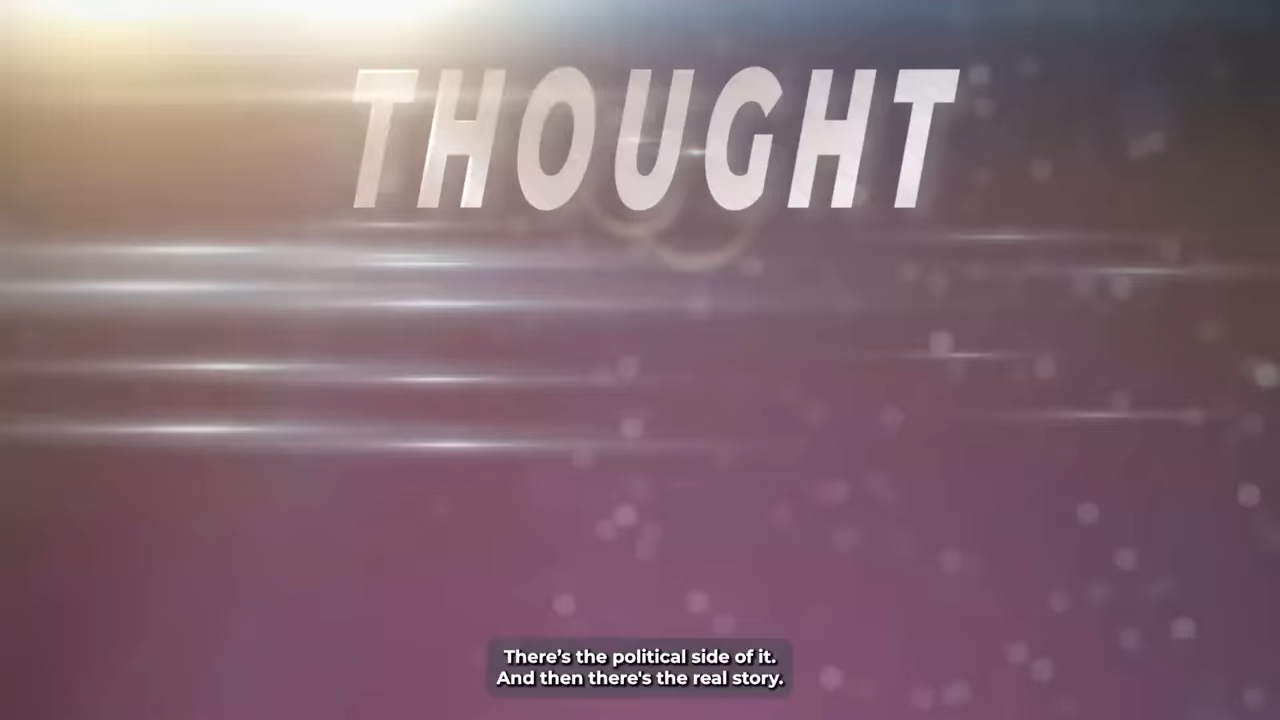 THOUGHT
There’s the political side of it.
And then there's the real story.